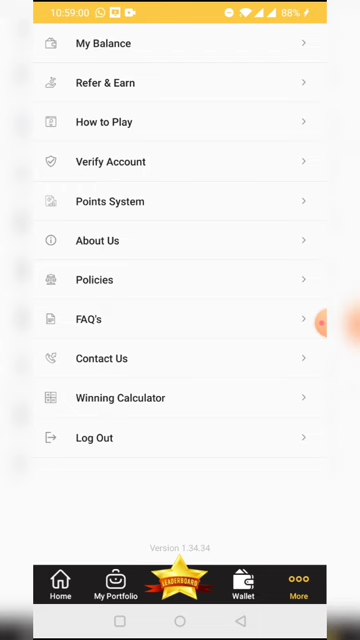 10:59:00
88%
My Balance
Refer & Earn
How to Play
Verify Account
Points System
About Us
Policies
FAQ's
Contact Us
Winning Calculator
Log Out
Version 1.34.34
LEADERBOARD
Home
My Portfolio
Wallet
More